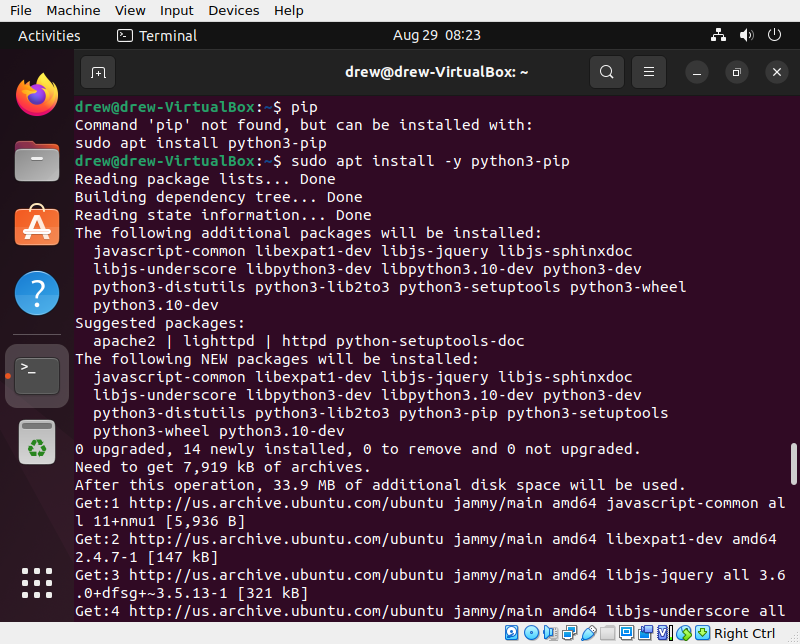 File Machine View Input Devices Help
Activities Terminal Aug 29 08:23
drew@drew-VirtualBox: ~
drew@drew-VirtualBox:~$ pip
Command 'pip' not found, but can be installed with:
sudo apt install python3-pip
drew@drew-VirtualBox:~$ sudo apt install -y python3-pip
Reading package lists... Done
Building dependency tree... Done
Reading state information... Done
The following additional packages will be installed:
  javascript-common libexpat1-dev libjs-jquery libjs-sphinxdoc
  libjs-underscore libpython3-dev libpython3.10-dev python3-dev
  python3-distutils python3-lib2to3 python3-setuptools python3-wheel
  python3.10-dev
Suggested packages:
  apache2 | lighttpd | httpd python-setuptools-doc
The following NEW packages will be installed:
  javascript-common libexpat1-dev libjs-jquery libjs-sphinxdoc
  libjs-underscore libpython3-dev libpython3.10-dev python3-dev
  python3-distutils python3-lib2to3 python3-pip python3-setuptools
  python3-wheel python3.10-dev
0 upgraded, 14 newly installed, 0 to remove and 0 not upgraded.
Need to get 7,919 kB of archives.
After this operation, 33.9 MB of additional disk space will be used.
Get:1 http://us.archive.ubuntu.com/ubuntu jammy/main amd64 javascript-common al
l 11+nmu1 [5,936 B]
Get:2 http://us.archive.ubuntu.com/ubuntu jammy/main amd64 libexpat1-dev amd64
2.4.7-1 [147 kB]
Get:3 http://us.archive.ubuntu.com/ubuntu jammy/main amd64 libjs-jquery all 3.6
.0+dfsg+~3.5.13-1 [321 kB]
Get:4 http://us.archive.ubuntu.com/ubuntu jammy/main amd64 libjs-underscore all
Right Ctrl